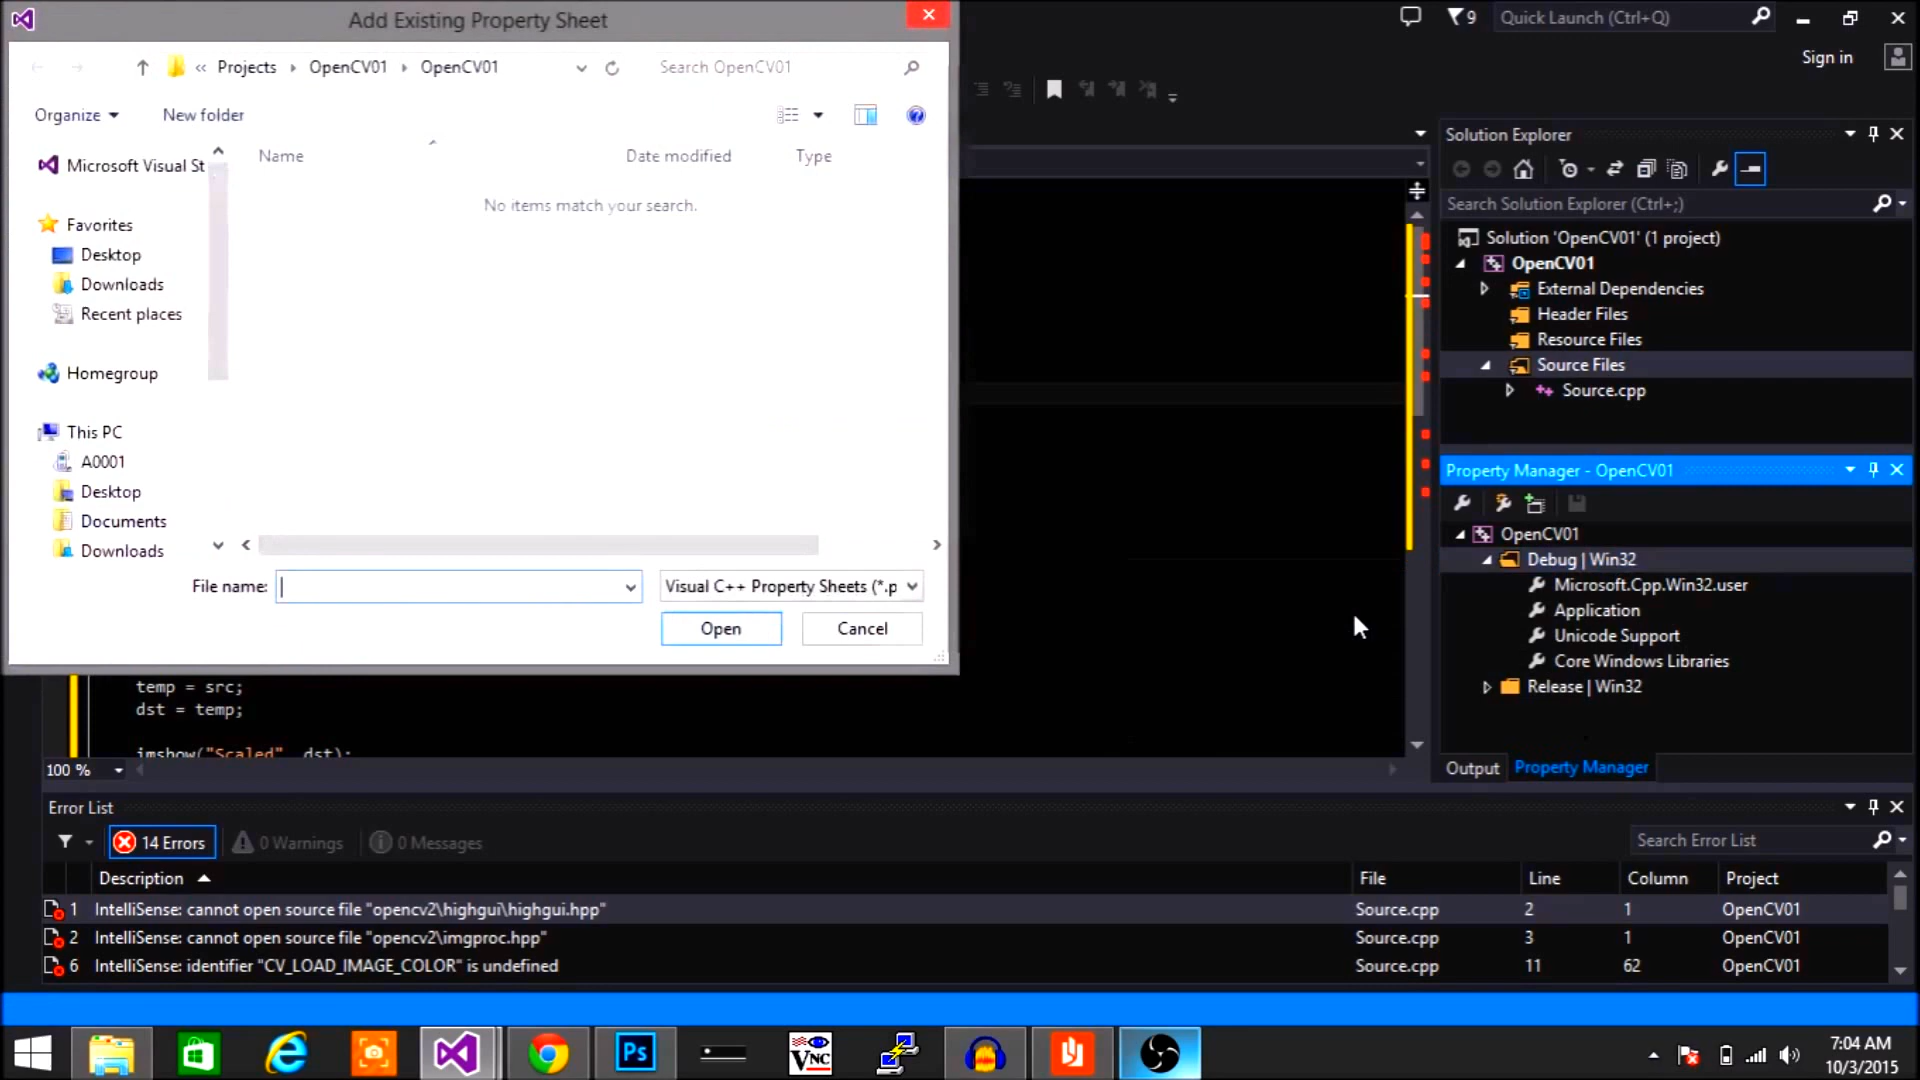 Add Existing Property Sheet
9
Quick Launch (Ctrl+Q)
Sign in
« Projects OpenCV01 OpenCV01
Search OpenCV01
Organize
New folder
Name
Date modified
Type
No items match your search.
Microsoft Visual St
Favorites
Desktop
Downloads
Recent places
Homegroup
This PC
A0001
Desktop
Documents
Downloads
File name:
Visual C++ Property Sheets (*.p
Open
Cancel
Solution Explorer
Search Solution Explorer (Ctrl+;)
Solution 'OpenCV01' (1 project)
OpenCV01
External Dependencies
Header Files
Resource Files
Source Files
Source.cpp
Property Manager - OpenCV01
OpenCV01
Debug | Win32
Microsoft.Cpp.Win32.user
Application
Unicode Support
Core Windows Libraries
Release | Win32
Output
Property Manager
temp = src;
dst = temp;
imshow("Scaled", dst);
100 %
Error List
14 Errors
0 Warnings
0 Messages
Search Error List
Description File Line Column Project
1 IntelliSense: cannot open source file "opencv2\highgui\highgui.hpp" Source.cpp 2 1 OpenCV01
2 IntelliSense: cannot open source file "opencv2\imgproc.hpp" Source.cpp 3 1 OpenCV01
6 IntelliSense: identifier "CV_LOAD_IMAGE_COLOR" is undefined Source.cpp 11 62 OpenCV01
Ps
VNC
7:04 AM
10/3/2015